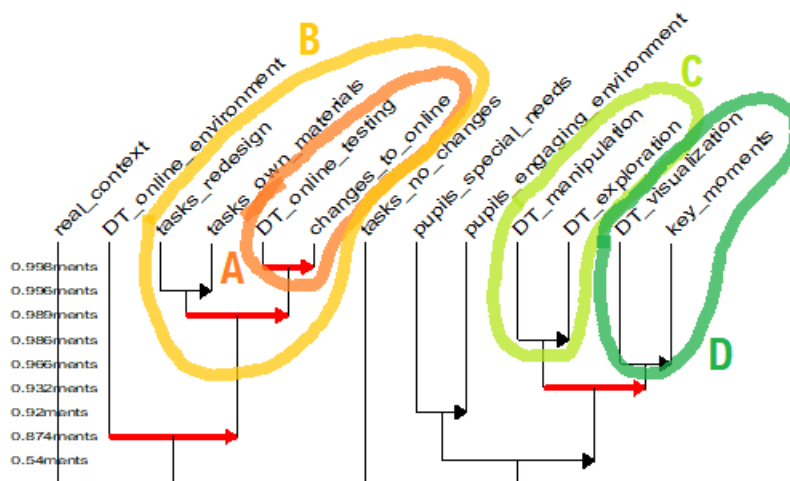 B
C
A
D
real_context
DT_online_environment
tasks_redesign
tasks_own_materials
DT_online_testing
changes_to_online
tasks_no_changes
pupils_special_needs
pupils_engaging_environment
DT_manipulation
DT_exploration
DT_visualization
key_moments
0.998ments
0.996ments
0.989ments
0.986ments
0.966ments
0.932ments
0.92ments
0.874ments
0.54ments